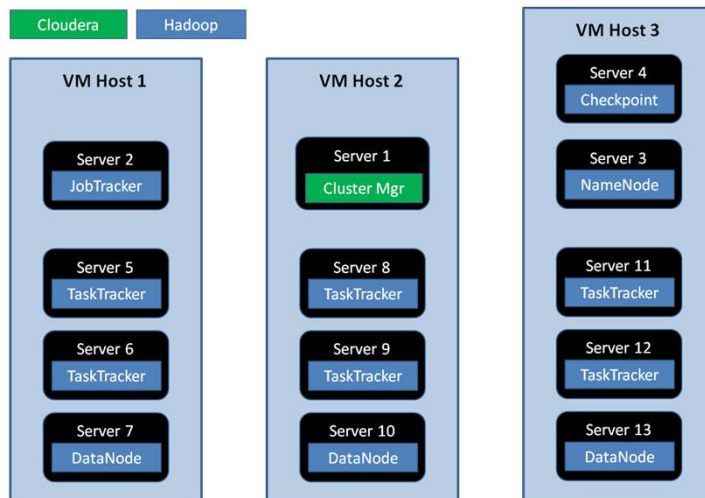 Cloudera
Hadoop
VM Host 1
Server 2
JobTracker
Server 5
TaskTracker
Server 6
TaskTracker
Server 7
DataNode
VM Host 2
Server 1
Cluster Mgr
Server 8
TaskTracker
Server 9
TaskTracker
Server 10
DataNode
VM Host 3
Server 4
Checkpoint
Server 3
NameNode
Server 11
TaskTracker
Server 12
TaskTracker
Server 13
DataNode